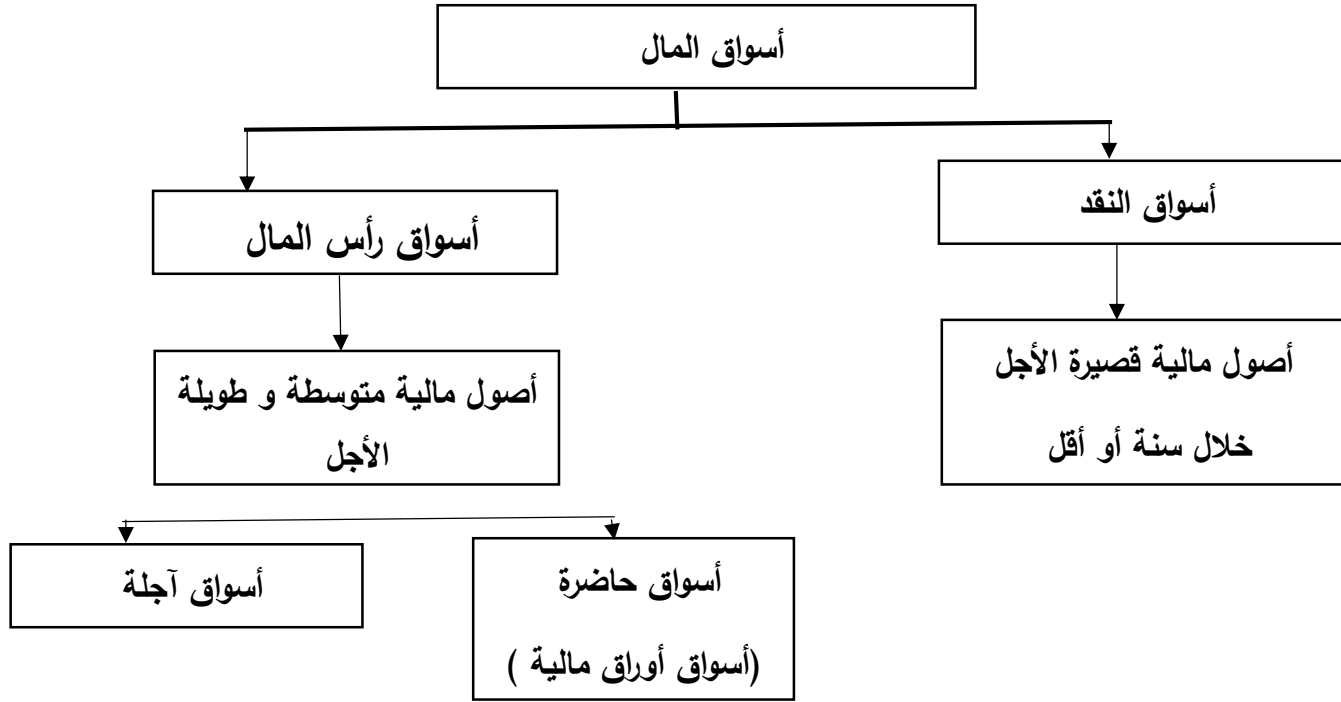 أسواق المال
أسواق النقد
أسواق رأس المال
أصول مالية قصيرة الأجل
خلال سنة أو أقل
أصول مالية متوسطة و طويلة
الأجل
أسواق حاضرة
(أسواق أوراق مالية )
أسواق آجلة